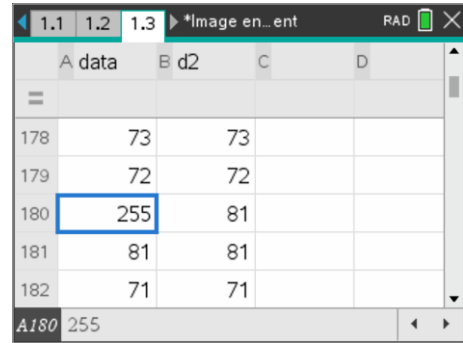 1.1 1.2 1.3 *Image en...ent RAD
A data B d2 C D
=
178 73 73
179 72 72
180 255 81
181 81 81
182 71 71
A180 255